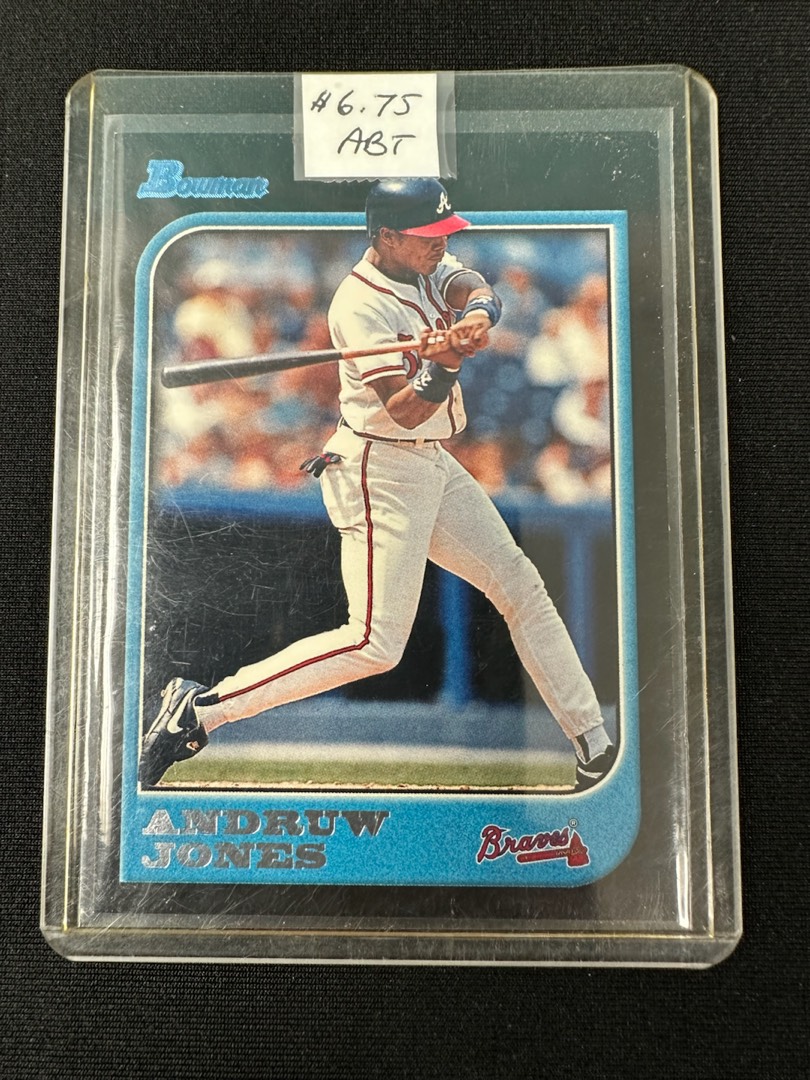 $6.75
ABT
Bowman
A
ANDRUW
JONES
Braves®